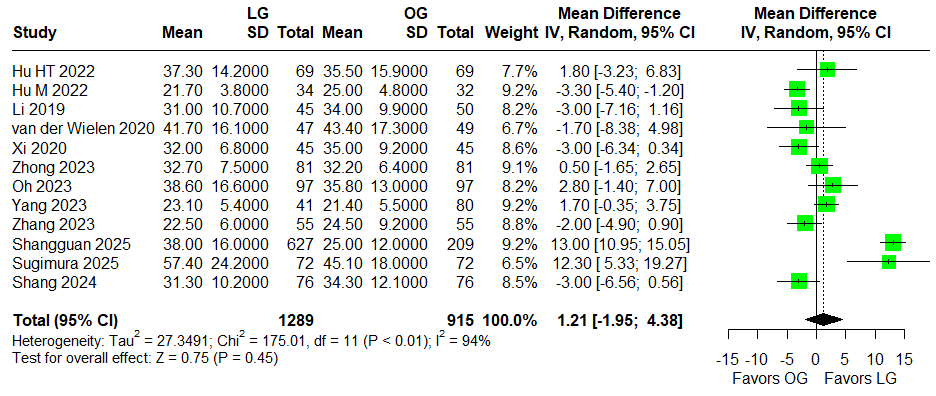 LG OG Mean Difference Mean Difference
Study Mean SD Total Mean SD Total Weight IV, Random, 95% CI IV, Random, 95% CI
Hu HT 2022 37.30 14.2000 69 35.50 15.9000 69 7.7% 1.80 [-3.23; 6.83]
Hu M 2022 21.70 3.8000 34 25.00 4.8000 32 9.1% -3.30 [-5.40; -1.20]
Li 2019 31.00 10.7000 45 34.00 9.9000 50 8.2% -3.00 [-7.16; 1.16]
van der Wielen 2020 41.70 16.1000 47 43.40 17.3000 49 6.7% -1.70 [-8.38; 4.98]
Xi 2020 32.00 6.8000 45 35.00 9.2000 45 8.6% -3.00 [-6.34; 0.34]
Zhong 2023 32.70 7.5000 81 32.20 6.4000 81 9.1% 0.50 [-1.65; 2.65]
Oh 2023 38.60 16.6000 97 35.80 13.0000 97 8.2% 2.80 [-1.40; 7.00]
Yang 2023 23.10 5.4000 41 21.40 5.5000 80 9.2% 1.70 [-0.35; 3.75]
Zhang 2023 22.50 6.0000 55 24.50 9.2000 55 8.8% -2.00 [-4.90; 0.90]
Shangguan 2025 38.00 16.0000 627 25.00 12.0000 209 9.2% 13.00 [10.95; 15.05]
Sugimura 2025 57.40 24.2000 72 45.10 18.0000 72 6.5% 12.30 [5.33; 19.27]
Shang 2024 31.30 10.2000 76 34.30 12.1000 76 8.5% -3.00 [-6.56; 0.56]
Total (95% CI) 1289 915 100.0% 1.21 [-1.95; 4.38]
Heterogeneity: Tau² = 27.3491; Chi² = 175.01, df = 11 (P < 0.01); I² = 94%
Test for overall effect: Z = 0.75 (P = 0.45)
-15 -10 -5 0 5 10 15
Favors OG Favors LG